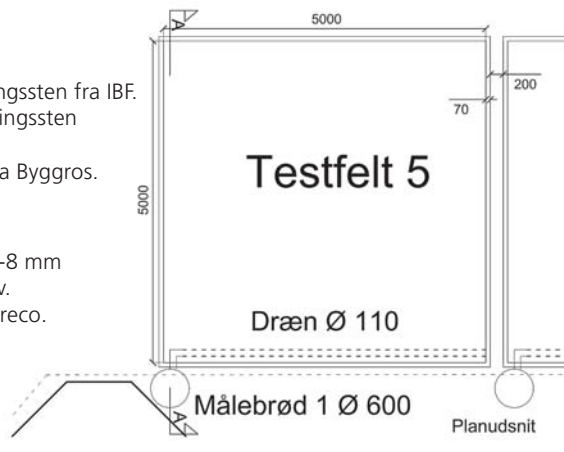 ngssten fra IBF.
ingssten
a Byggros.
-8 mm
v.
reco.
A
5000
5000
200
70
Testfelt 5
Dræn Ø 110
Målebrød 1 Ø 600
A
Planudsnit